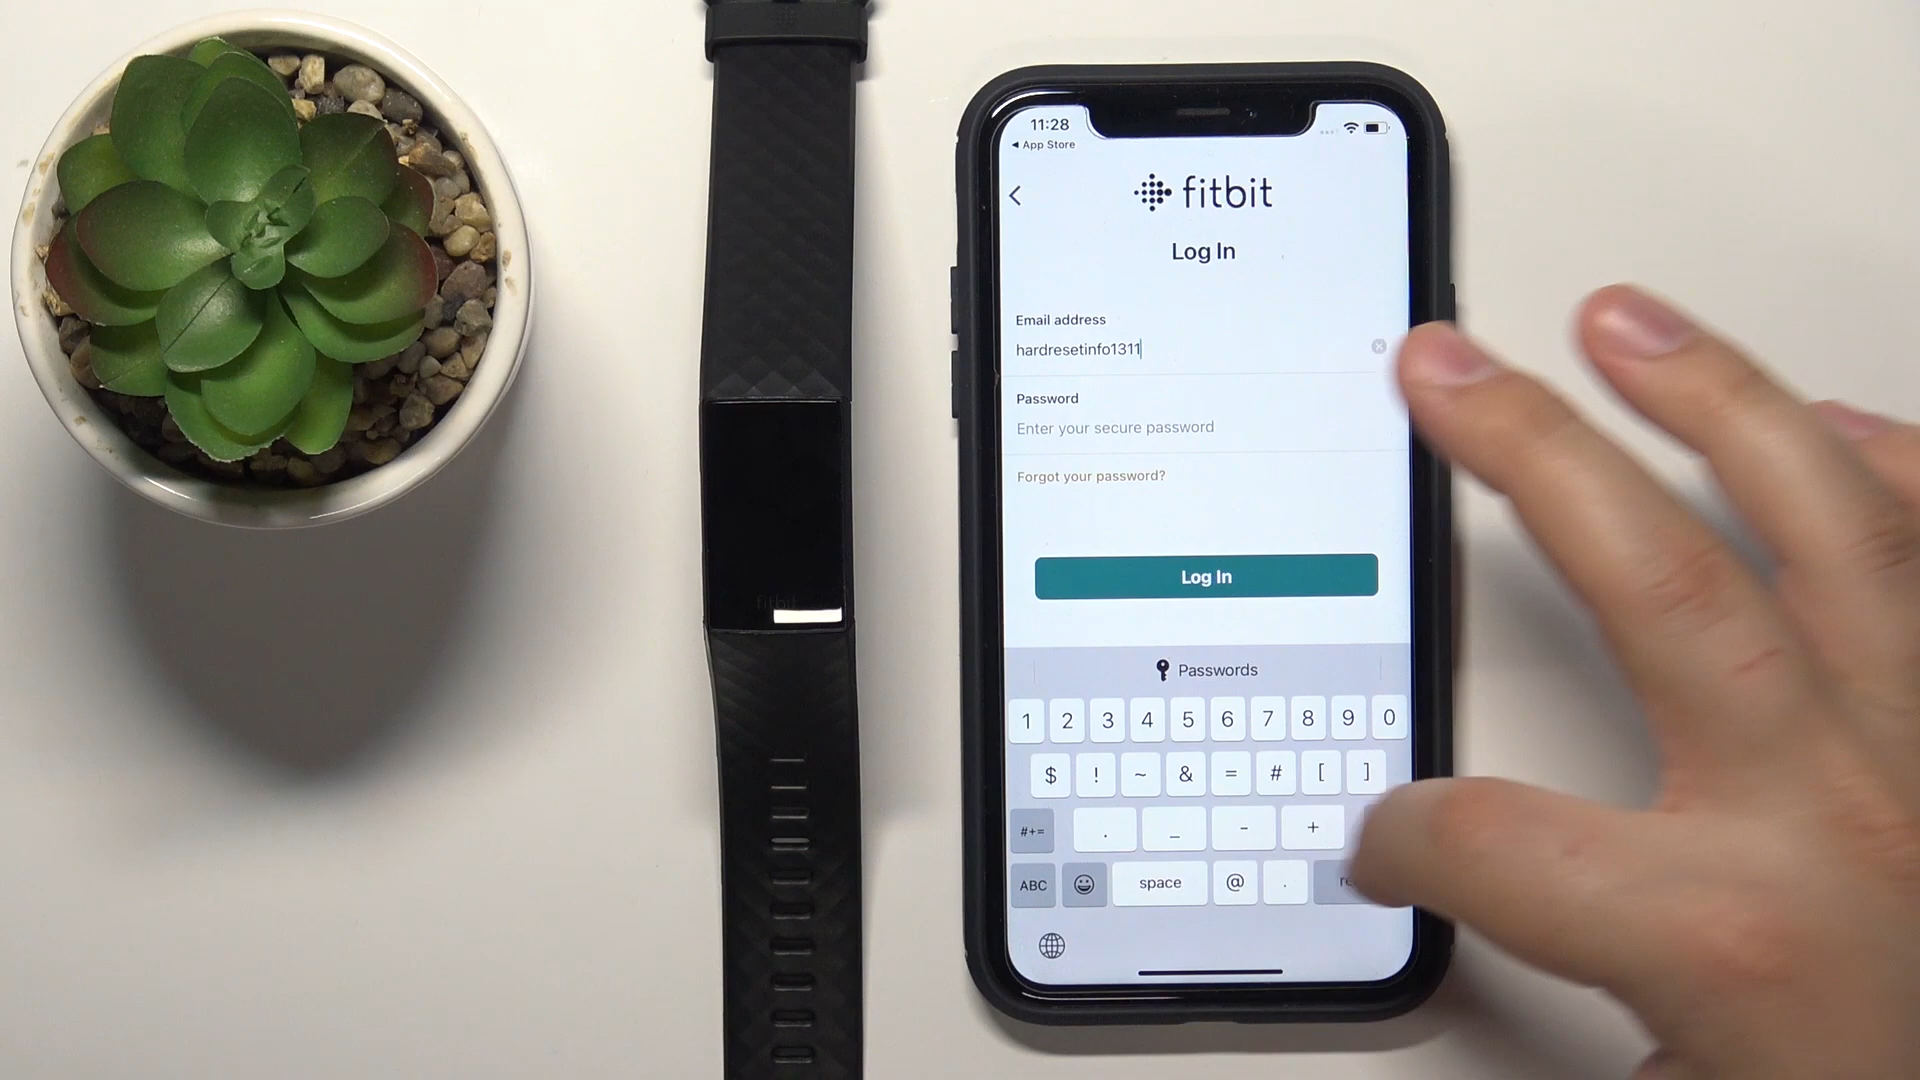 11:28
◄ App Store
fitbit
Log In
Email address
hardresetinfo1311
Password
Enter your secure password
Forgot your password?
Log In
Passwords
1 2 3 4 5 6 7 8 9 0
$ ! ~ & = # [ ]
#+= . _ - +
ABC space @ .
fitbit